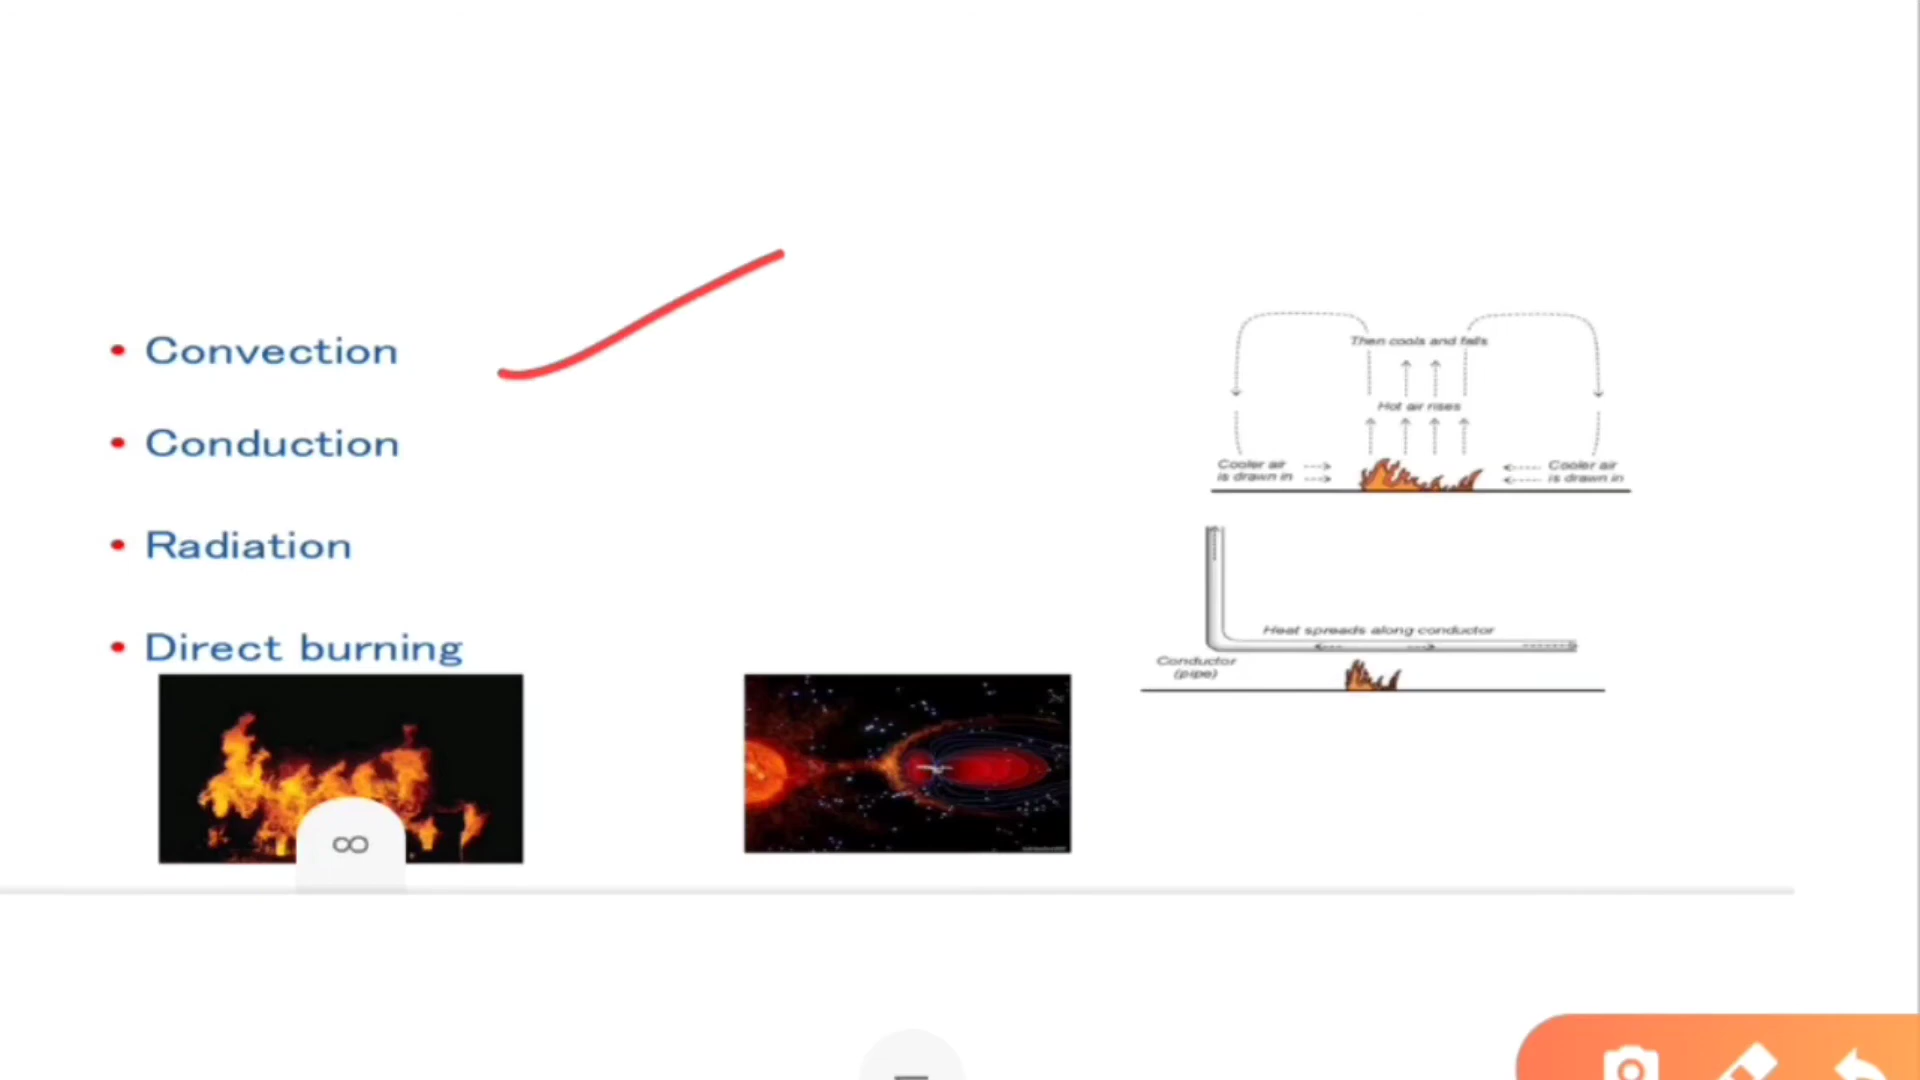 • Convection
• Conduction
• Radiation
• Direct burning
Then cools and falls
Hot air rises
Cooler air
is drawn in
Cooler air
is drawn in
Heat spreads along conductor
Conductor
(pipe)
8